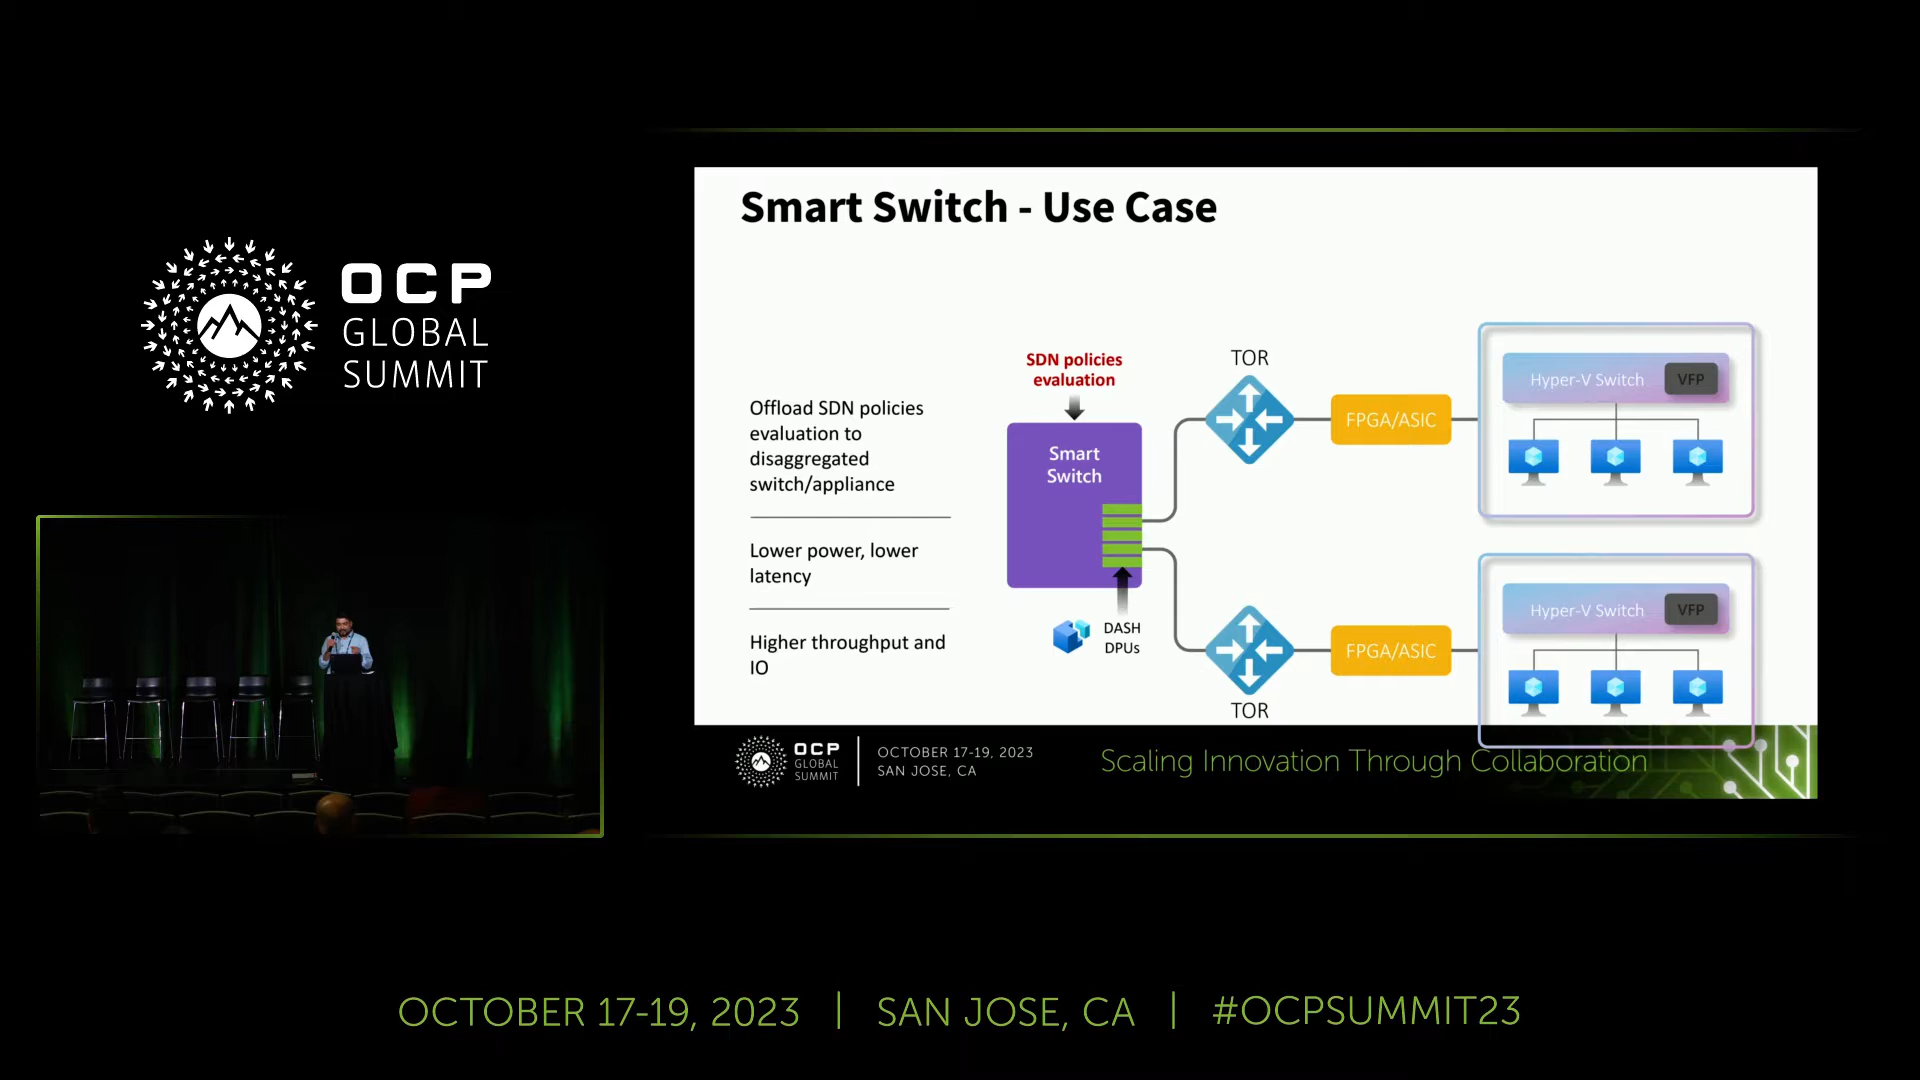 OCP
GLOBAL
SUMMIT
Smart Switch - Use Case
Offload SDN policies
evaluation to
disaggregated
switch/appliance
Lower power, lower
latency
Higher throughput and
IO
SDN policies
evaluation
Smart
Switch
DASH
DPUs
TOR
FPGA/ASIC
Hyper-V Switch
VFP
TOR
FPGA/ASIC
Hyper-V Switch
VFP
OCP
GLOBAL
SUMMIT
OCTOBER 17-19, 2023
SAN JOSE, CA
Scaling Innovation Through Collaboration
OCTOBER 17-19, 2023 | SAN JOSE, CA | #OCPSUMMIT23